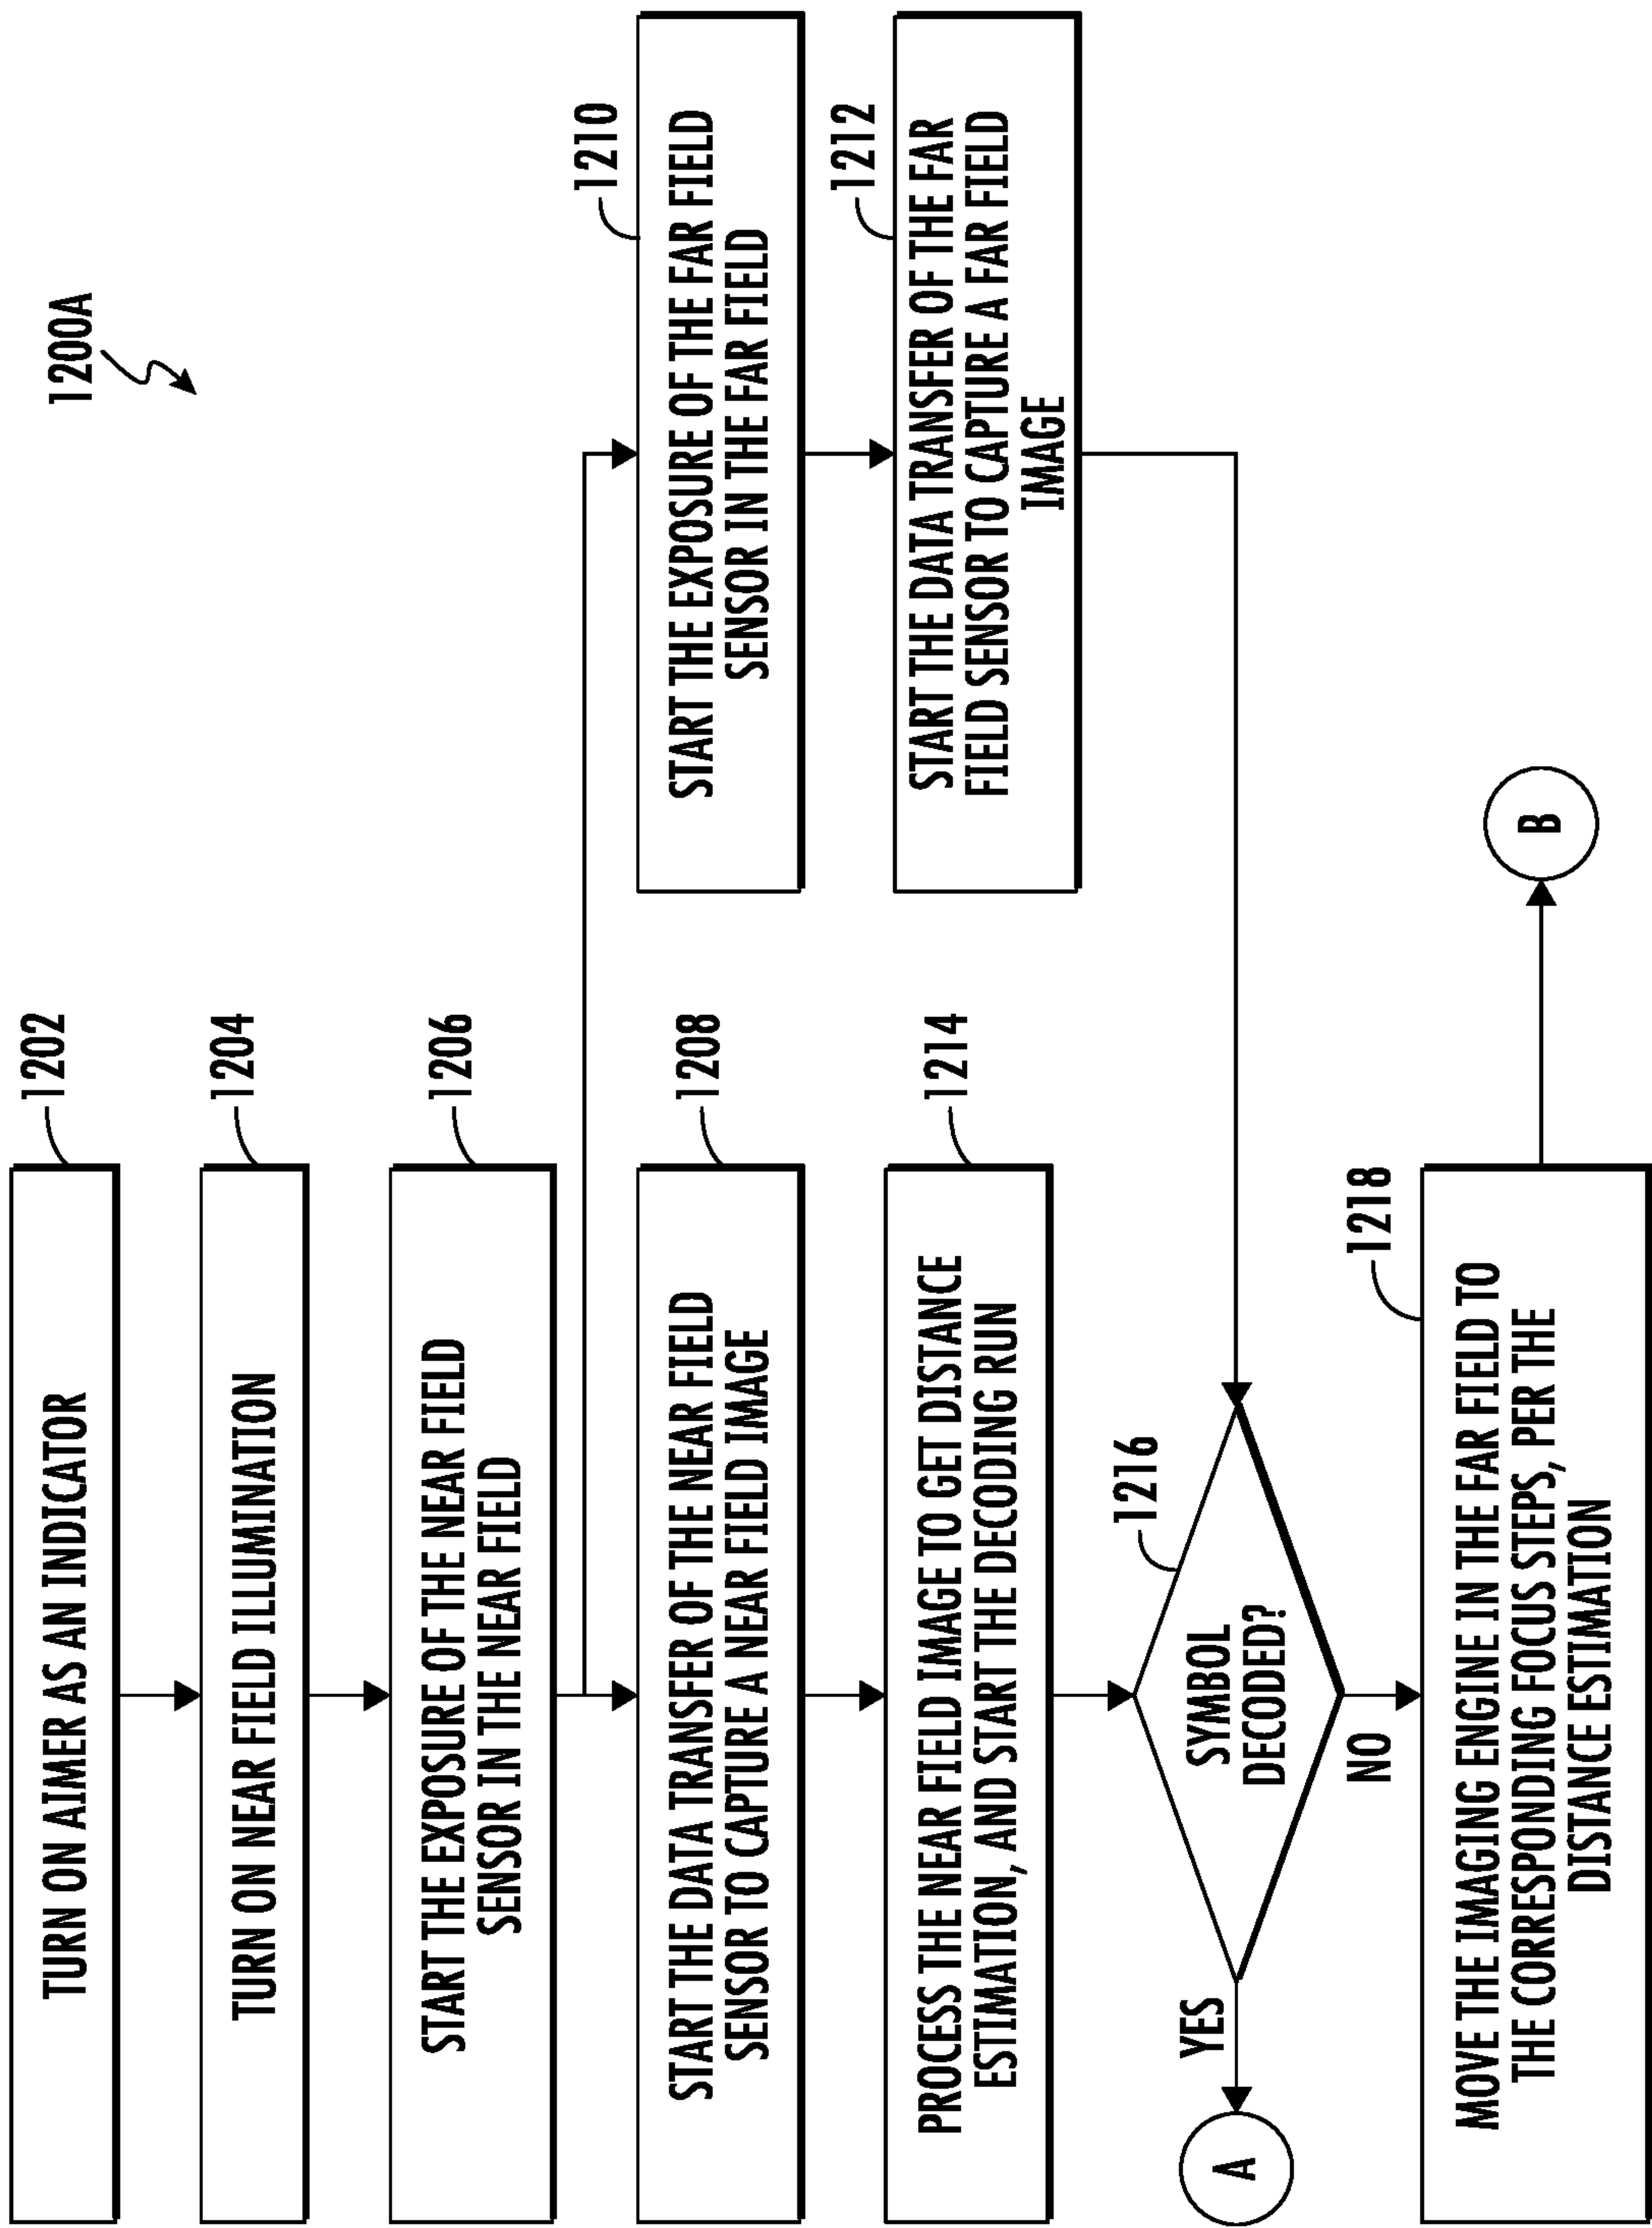 1200A
1202
TURN ON AIMER AS AN INDICATOR
1204
TURN ON NEAR FIELD ILLUMINATION
1206
START THE EXPOSURE OF THE NEAR FIELD
SENSOR IN THE NEAR FIELD
1208
START THE DATA TRANSFER OF THE NEAR FIELD
SENSOR TO CAPTURE A NEAR FIELD IMAGE
1210
START THE EXPOSURE OF THE FAR FIELD
SENSOR IN THE FAR FIELD
1212
START THE DATA TRANSFER OF THE FAR
FIELD SENSOR TO CAPTURE A FAR FIELD
IMAGE
1214
PROCESS THE NEAR FIELD IMAGE TO GET DISTANCE
ESTIMATION, AND START THE DECODING RUN
1216
SYMBOL
DECODED?
YES
A
NO
1218
MOVE THE IMAGING ENGINE IN THE FAR FIELD TO
THE CORRESPONDING FOCUS STEPS, PER THE
DISTANCE ESTIMATION
B